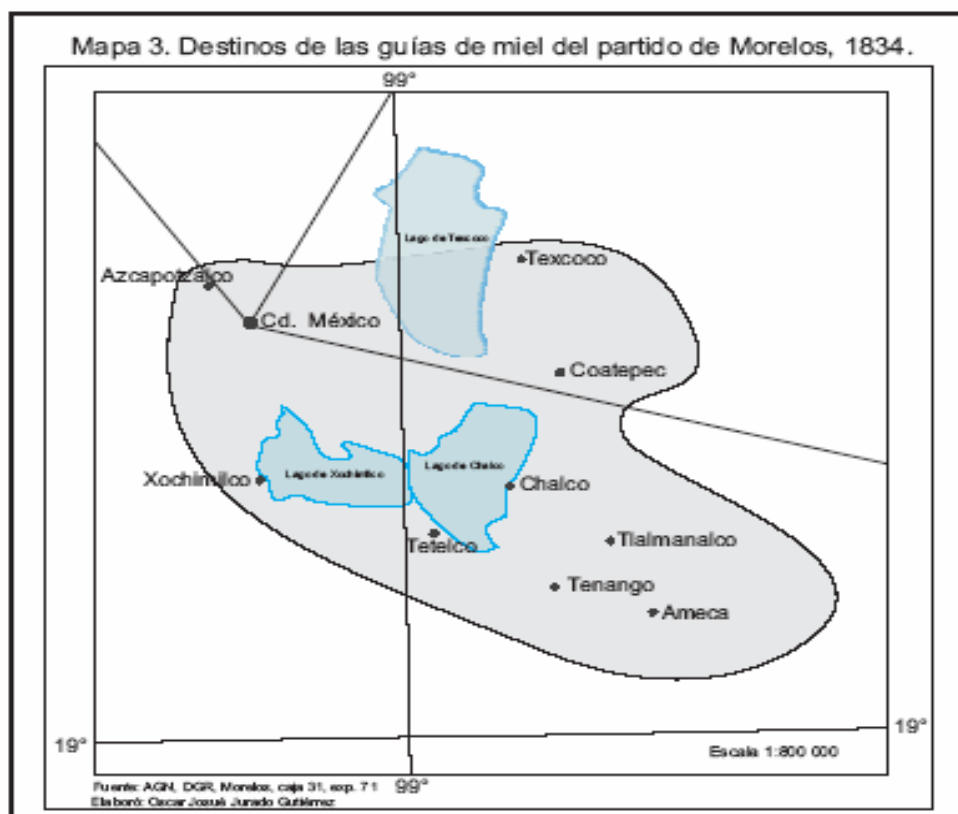 Mapa 3. Destinos de las guías de miel del partido de Morelos, 1834.
99°
Lago de Texcoco
Texcoco
Azcapotzalco
Cd. México
Coatepec
Lago de Xochimilco
Lago de Chalco
Xochimilco
Chalco
Tetelco
Tlalmanalco
Tenango
Ameca
19°
19°
Escala 1:800 000
Fuente: AGN, DGR, Morelos, caja 31, exp. 71
99°
Elaboró: Oscar Josué Jurado Gutiérrez